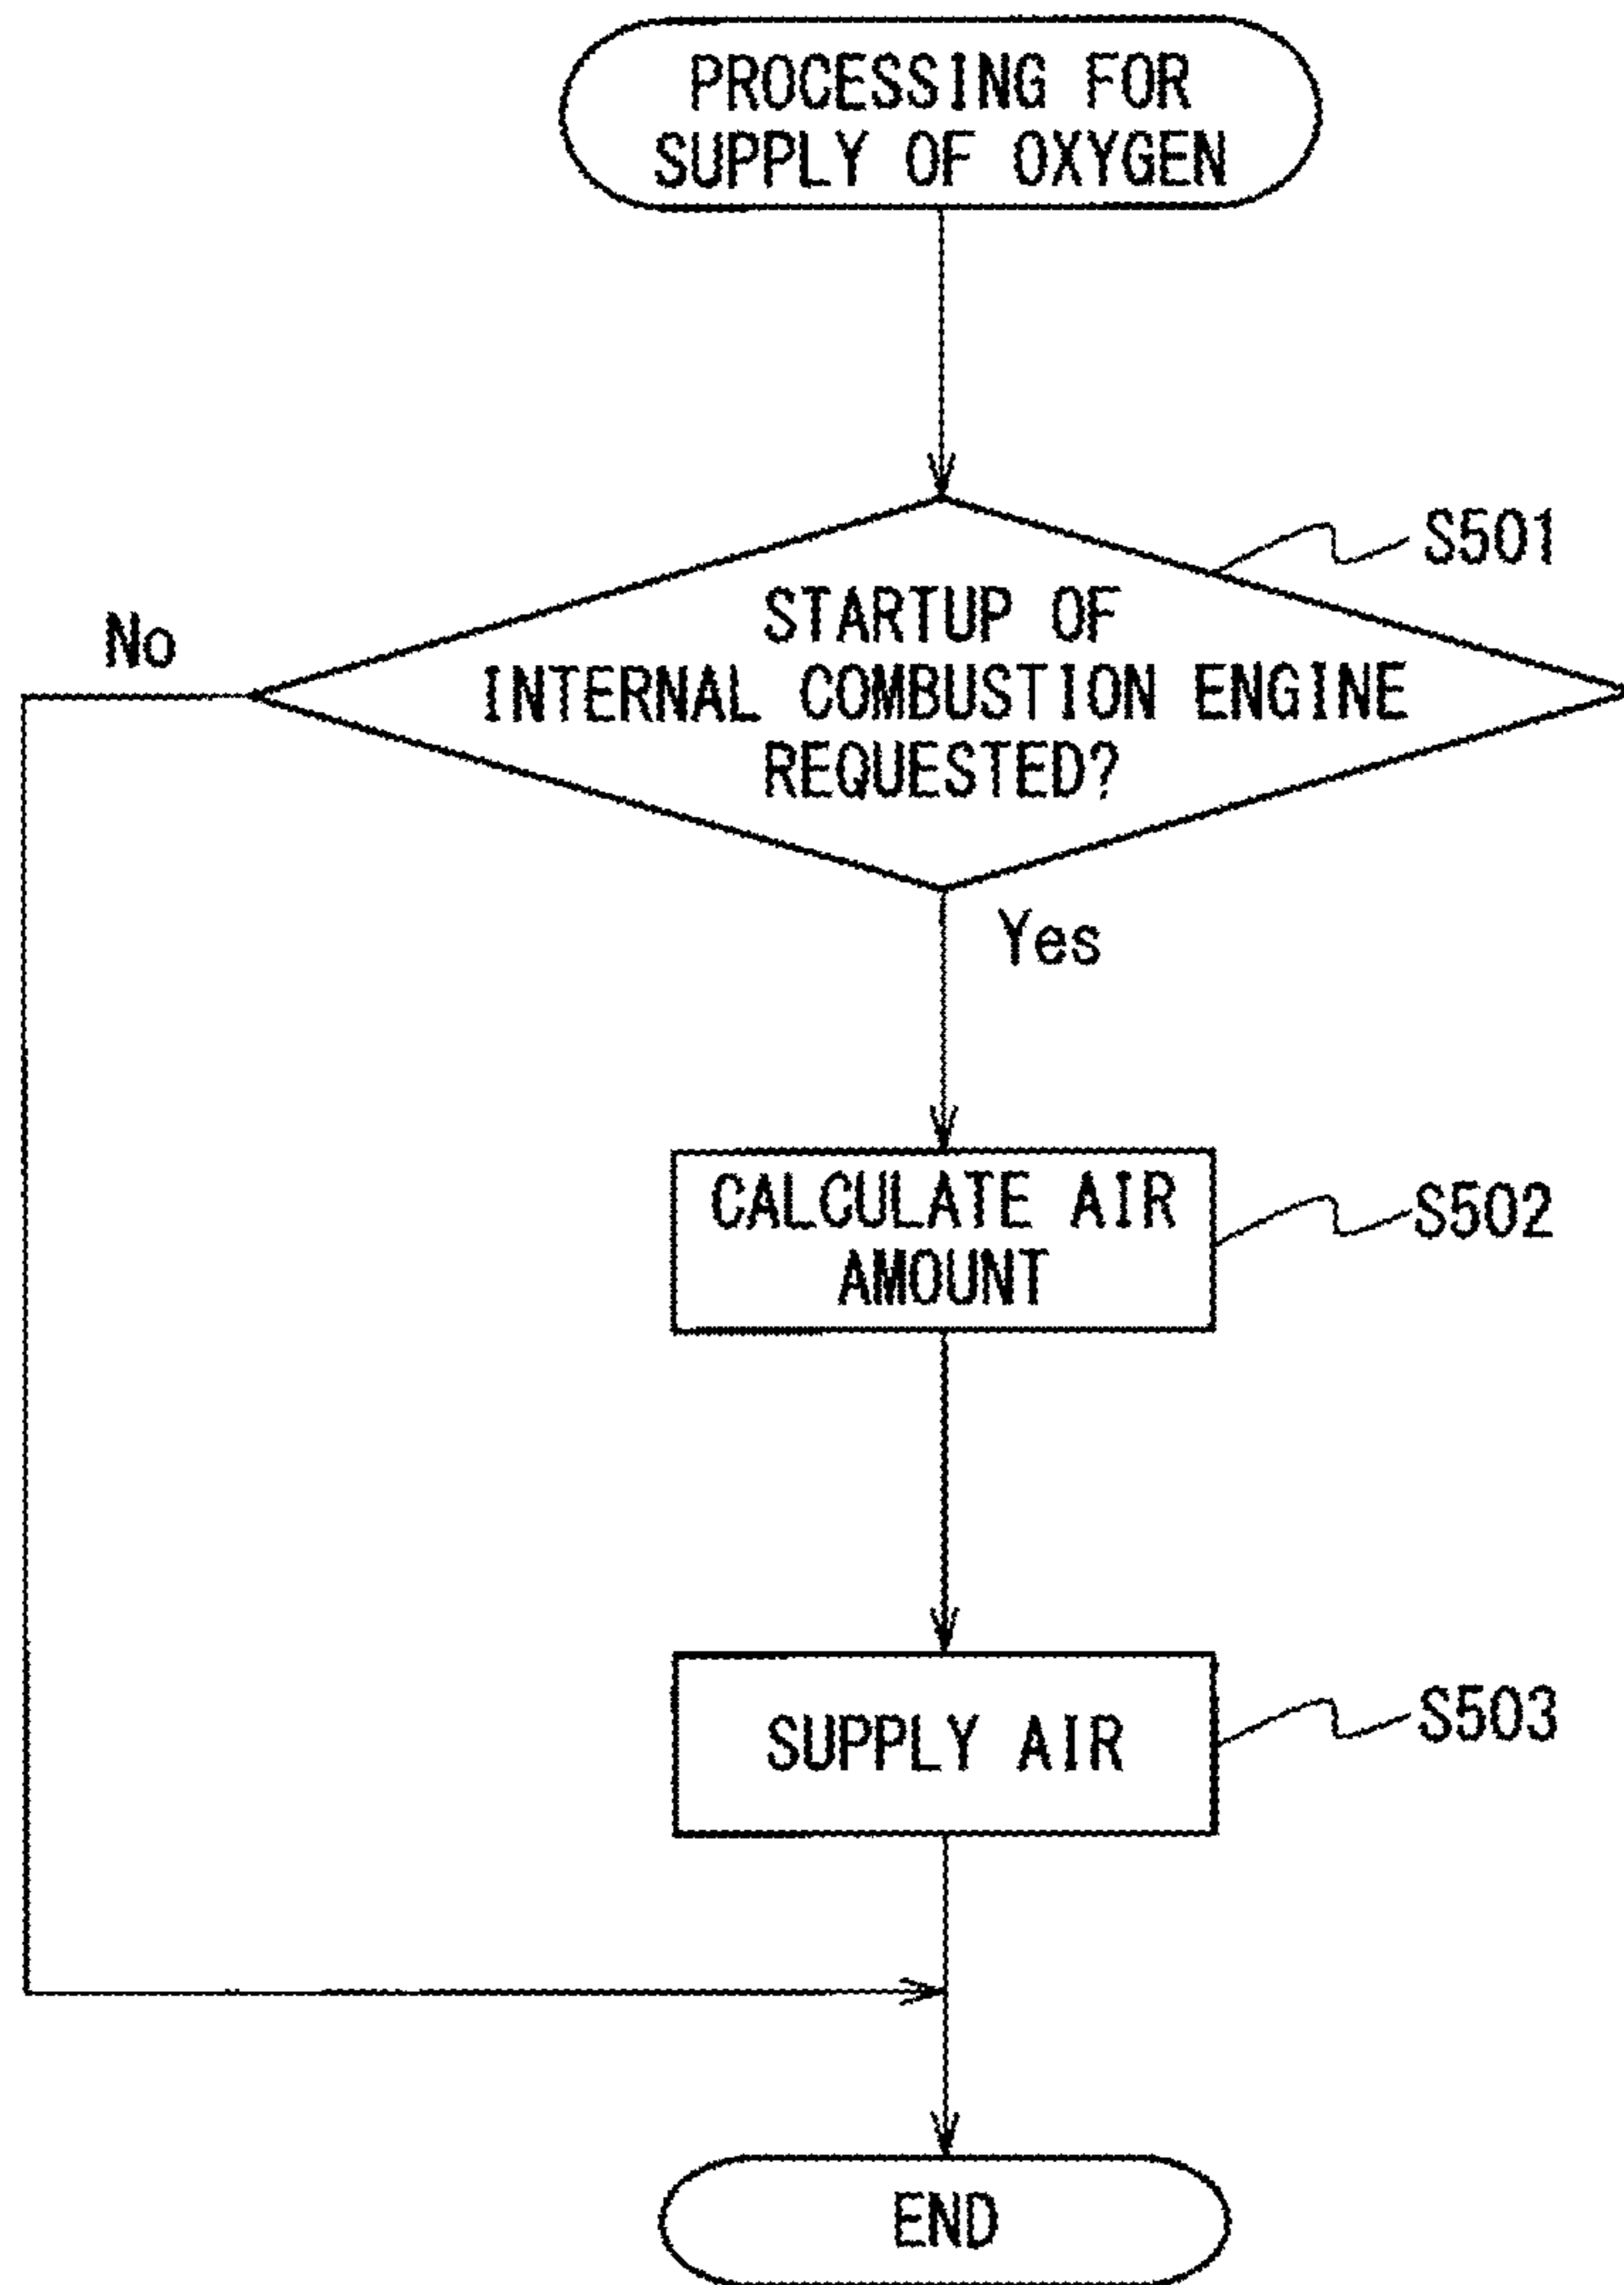 PROCESSING FOR
SUPPLY OF OXYGEN
S501
STARTUP OF
No
INTERNAL COMBUSTION ENGINE
REQUESTED?
Yes
CALCULATE AIR
S502
AMOUNT
SUPPLY AIR
S503
END